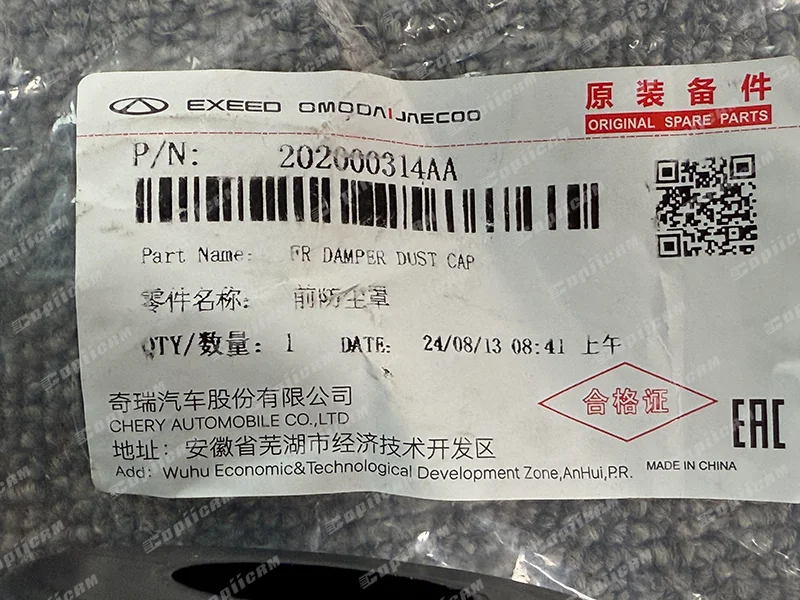 EXEED OMODA JAECOO
原装备件
ORIGINAL SPARE PARTS
P/N: 202000314AA
Part Name: FR DAMPER DUST CAP
零件名称: 前防尘罩
QTY/数量: 1 DATE: 24/08/13 08:41 上午
奇瑞汽车股份有限公司
CHERY AUTOMOBILE CO.,LTD
合格证
EAC
地址: 安徽省芜湖市经济技术开发区
Add: Wuhu Economic&Technological Development Zone,AnHui,P.R.
MADE IN CHINA
CopiiCRM